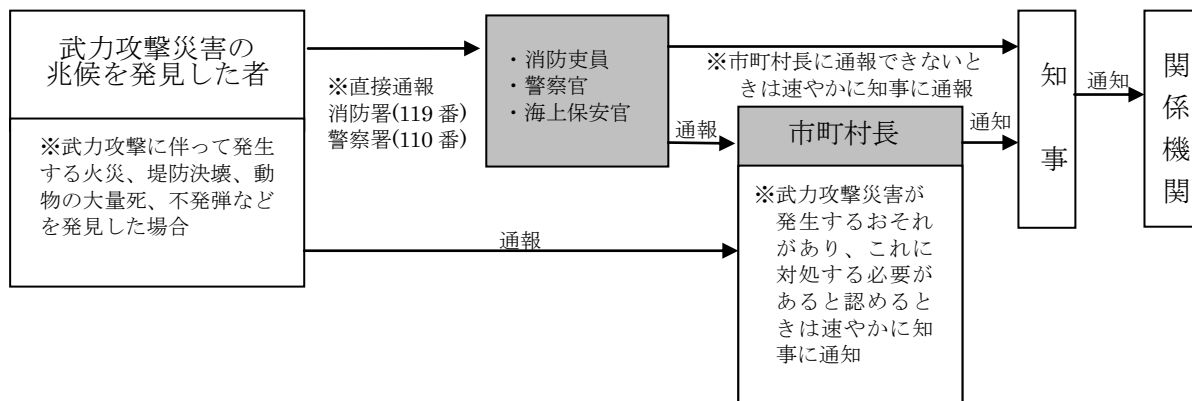 武力攻撃災害の
兆候を発見した者
※武力攻撃に伴って発生
する火災、堤防決壊、動
物の大量死、不発弾など
を発見した場合
※直接通報
消防署(119 番)
警察署(110 番)
・消防吏員
・警察官
・海上保安官
※市町村長に通報できないと
きは速やかに知事に通報
通報
市町村長
通知
※武力攻撃災害が
発生するおそれ
があり、これに
対処する必要が
あると認めると
きは速やかに知
事に通知
通報
知事
通知
関係機関